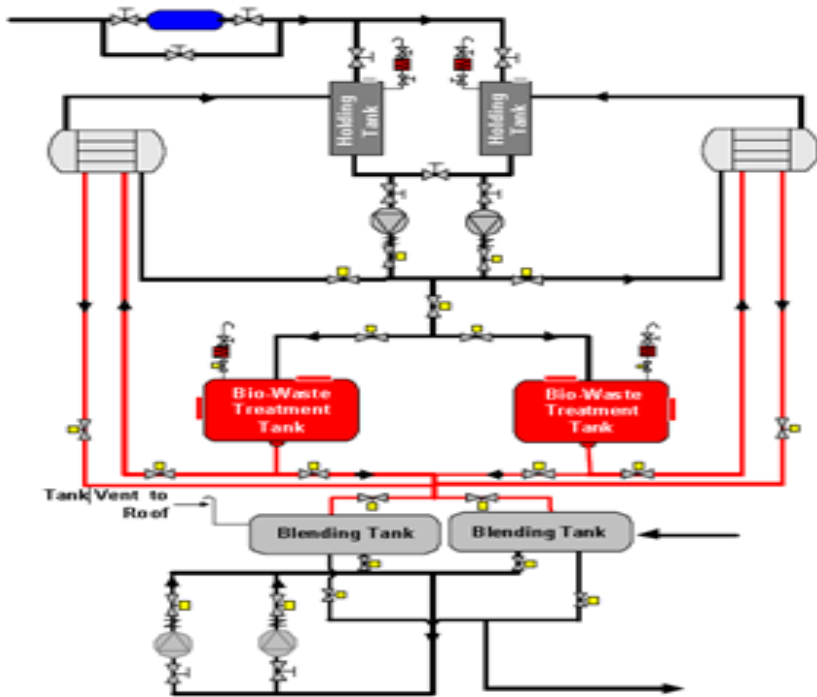 Holding
Tank
Holding
Tank
Bio-Waste
Treatment
Tank
Bio-Waste
Treatment
Tank
Tank Vent to
Roof
Blending Tank
Blending Tank